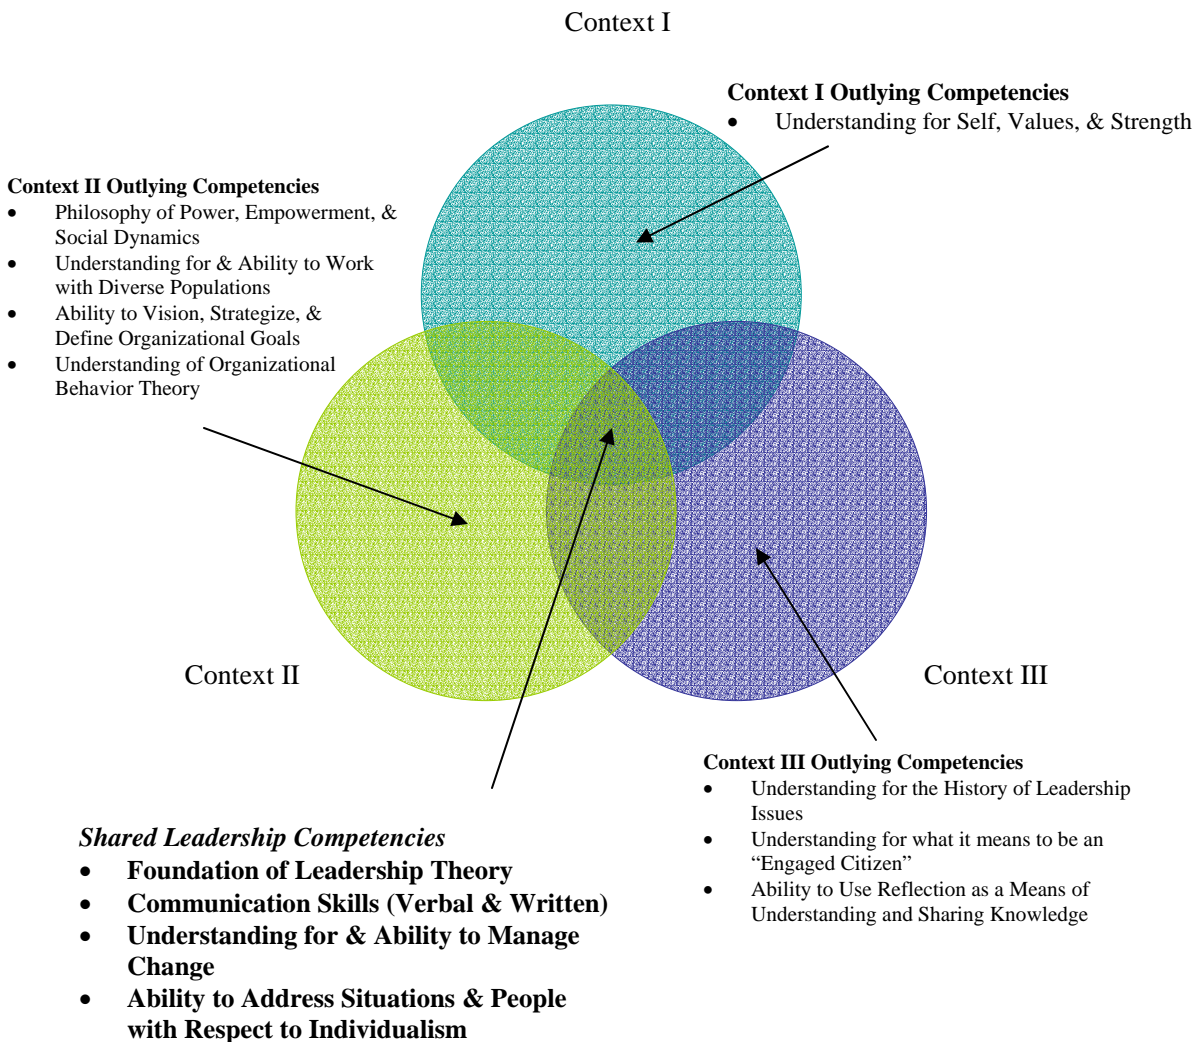 Context I
Context I Outlying Competencies
• Understanding for Self, Values, & Strength
Context II Outlying Competencies
• Philosophy of Power, Empowerment, &
Social Dynamics
• Understanding for & Ability to Work
with Diverse Populations
• Ability to Vision, Strategize, &
Define Organizational Goals
• Understanding of Organizational
Behavior Theory
Context II
Context III
Context III Outlying Competencies
• Understanding for the History of Leadership
Issues
• Understanding for what it means to be an
“Engaged Citizen”
• Ability to Use Reflection as a Means of
Understanding and Sharing Knowledge
Shared Leadership Competencies
• Foundation of Leadership Theory
• Communication Skills (Verbal & Written)
• Understanding for & Ability to Manage
Change
• Ability to Address Situations & People
with Respect to Individualism